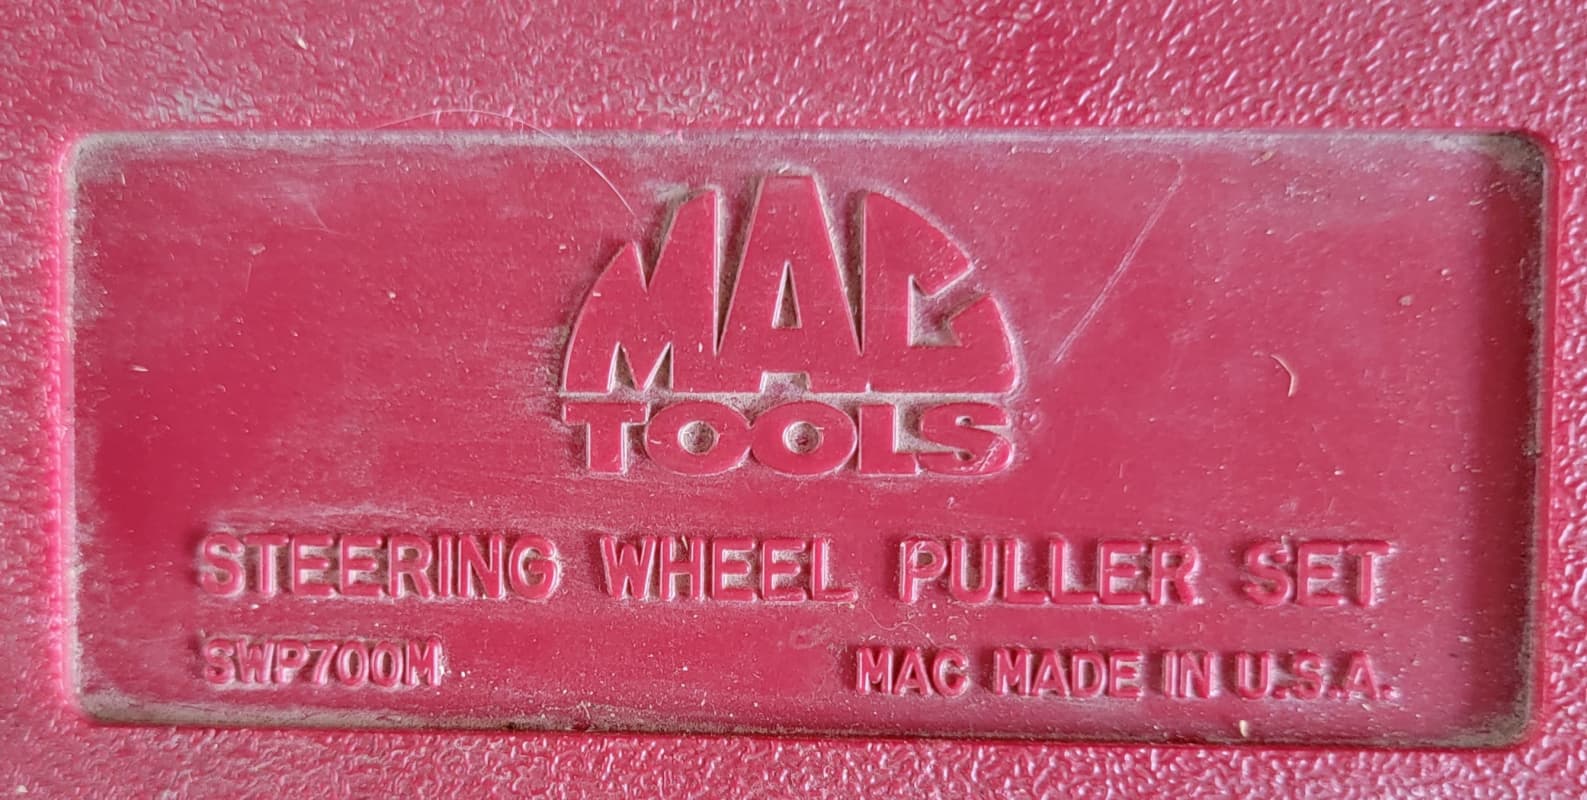 MAC
TOOLS®
STEERING WHEEL PULLER SET
SWP700M
MAC MADE IN U.S.A.